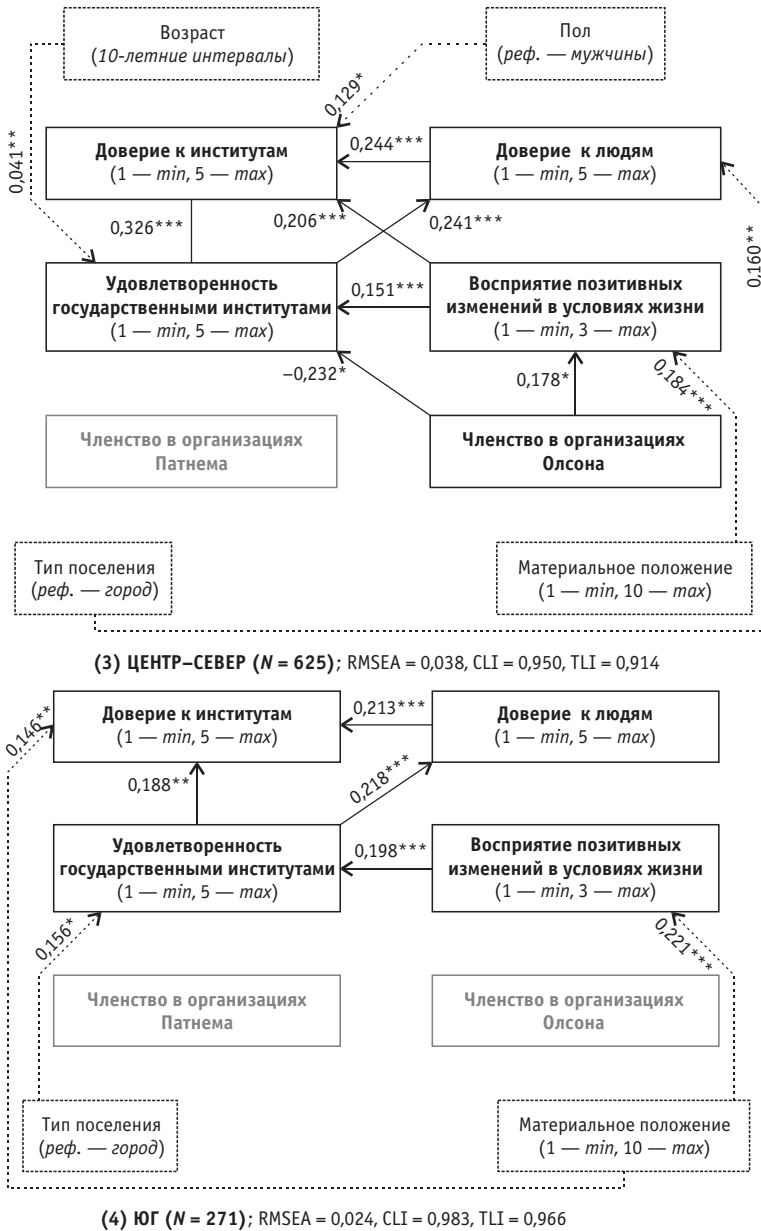 Возраст
(10-летние интервалы)
Пол
(реф. — мужчины)
0,129*
0,041**
Доверие к институтам
(1 — min, 5 — max)
0,244***
Доверие к людям
(1 — min, 5 — max)
0,326***
0,206***
0,241***
0,160**
Удовлетворенность
государственными институтами
(1 — min, 5 — max)
0,151***
Восприятие позитивных
изменений в условиях жизни
(1 — min, 3 — max)
–0,232*
0,178*
0,184***
Членство в организациях
Патнема
Членство в организациях
Олсона
Тип поселения
(реф. — город)
Материальное положение
(1 — min, 10 — max)
(3) ЦЕНТР–СЕВЕР (N = 625); RMSEA = 0,038, CLI = 0,950, TLI = 0,914
0,146**
Доверие к институтам
(1 — min, 5 — max)
0,213***
Доверие к людям
(1 — min, 5 — max)
0,188**
0,218***
Удовлетворенность
государственными институтами
(1 — min, 5 — max)
0,198***
Восприятие позитивных
изменений в условиях жизни
(1 — min, 3 — max)
0,156*
0,221***
Членство в организациях
Патнема
Членство в организациях
Олсона
Тип поселения
(реф. — город)
Материальное положение
(1 — min, 10 — max)
(4) ЮГ (N = 271); RMSEA = 0,024, CLI = 0,983, TLI = 0,966